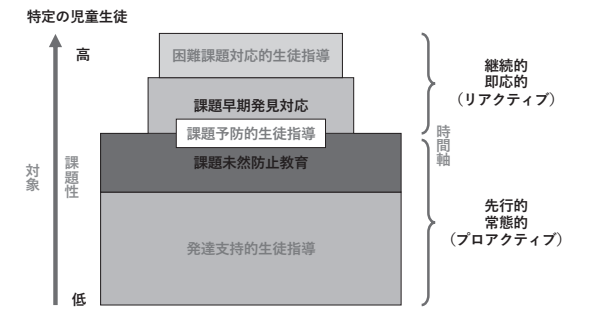 特定の児童生徒
高
困難課題対応的生徒指導
課題早期発見対応
課題予防的生徒指導
課題未然防止教育
発達支持的生徒指導
低
対象
課題性
継続的
即応的
（リアクティブ）
時間軸
先行的
常態的
（プロアクティブ）